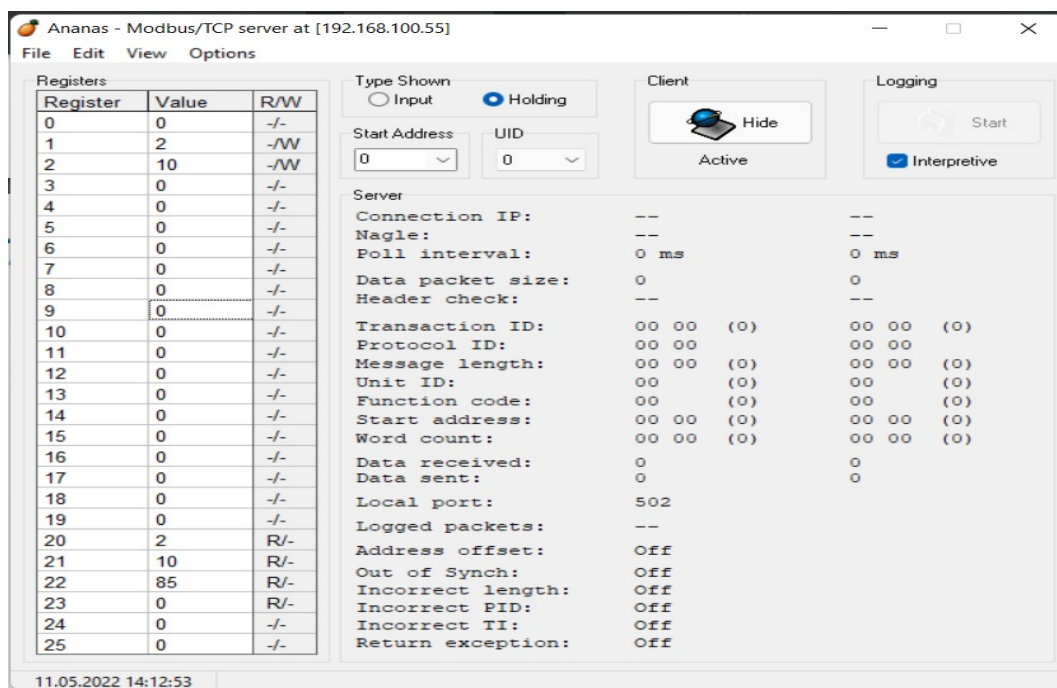 Ananas - Modbus/TCP server at [192.168.100.55]
File Edit View Options
Registers
Register Value R/W
0 0 -/-
1 2 -/W
2 10 -/W
3 0 -/-
4 0 -/-
5 0 -/-
6 0 -/-
7 0 -/-
8 0 -/-
9 0 -/-
10 0 -/-
11 0 -/-
12 0 -/-
13 0 -/-
14 0 -/-
15 0 -/-
16 0 -/-
17 0 -/-
18 0 -/-
19 0 -/-
20 2 R/-
21 10 R/-
22 85 R/-
23 0 R/-
24 0 -/-
25 0 -/-
Type Shown
Input Holding
Start Address UID
0 0
Client
Hide
Active
Logging
Start
Interpretive
Server
Connection IP: -- --
Nagle: -- --
Poll interval: 0 ms 0 ms
Data packet size: 0 0
Header check: -- --
Transaction ID: 00 00 (0) 00 00 (0)
Protocol ID: 00 00 00 00
Message length: 00 00 (0) 00 00 (0)
Unit ID: 00 (0) 00 (0)
Function code: 00 (0) 00 (0)
Start address: 00 00 (0) 00 00 (0)
Word count: 00 00 (0) 00 00 (0)
Data received: 0 0
Data sent: 0 0
Local port: 502
Logged packets: --
Address offset: Off
Out of Synch: Off
Incorrect length: Off
Incorrect PID: Off
Incorrect TI: Off
Return exception: Off
11.05.2022 14:12:53